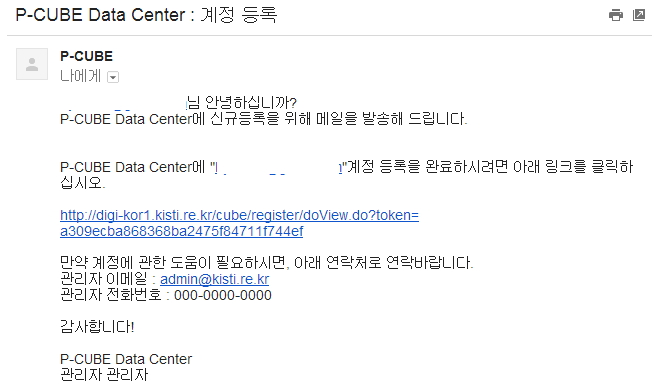 P-CUBE Data Center : 계정 등록
P-CUBE
나에게
님 안녕하십니까?
P-CUBE Data Center에 신규등록을 위해 메일을 발송해 드립니다.
P-CUBE Data Center에 " "계정 등록을 완료하시려면 아래 링크를 클릭하
십시오.
http://digi-kor1.kisti.re.kr/cube/register/doView.do?token=
a309ecba868368ba2475f84711f744ef
만약 계정에 관한 도움이 필요하시면, 아래 연락처로 연락바랍니다.
관리자 이메일 : admin@kisti.re.kr
관리자 전화번호 : 000-0000-0000
감사합니다!
P-CUBE Data Center
관리자 관리자